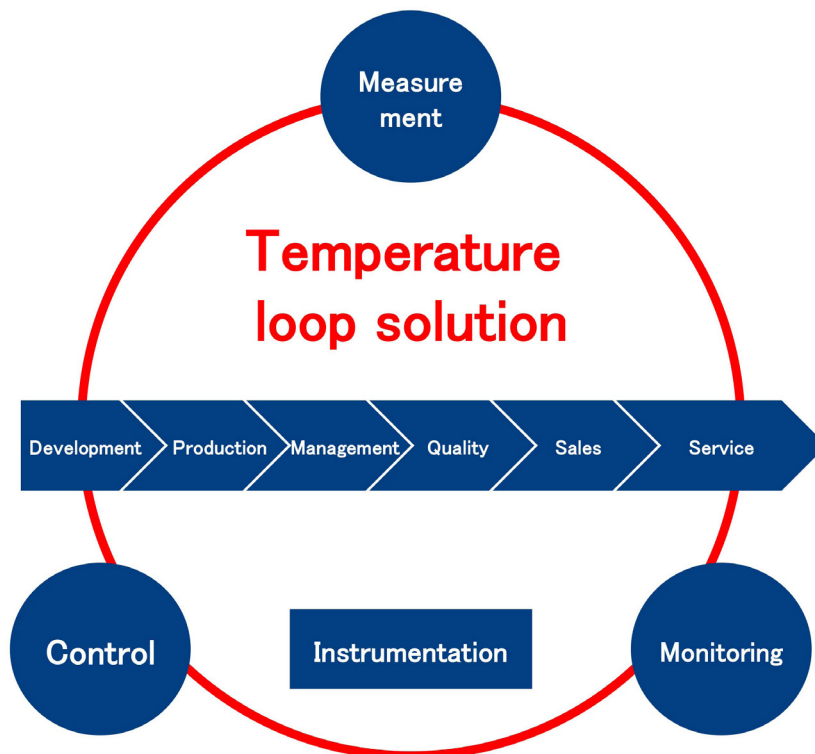 Measure
ment
Temperature
loop solution
Development
Production
Management
Quality
Sales
Service
Control
Instrumentation
Monitoring